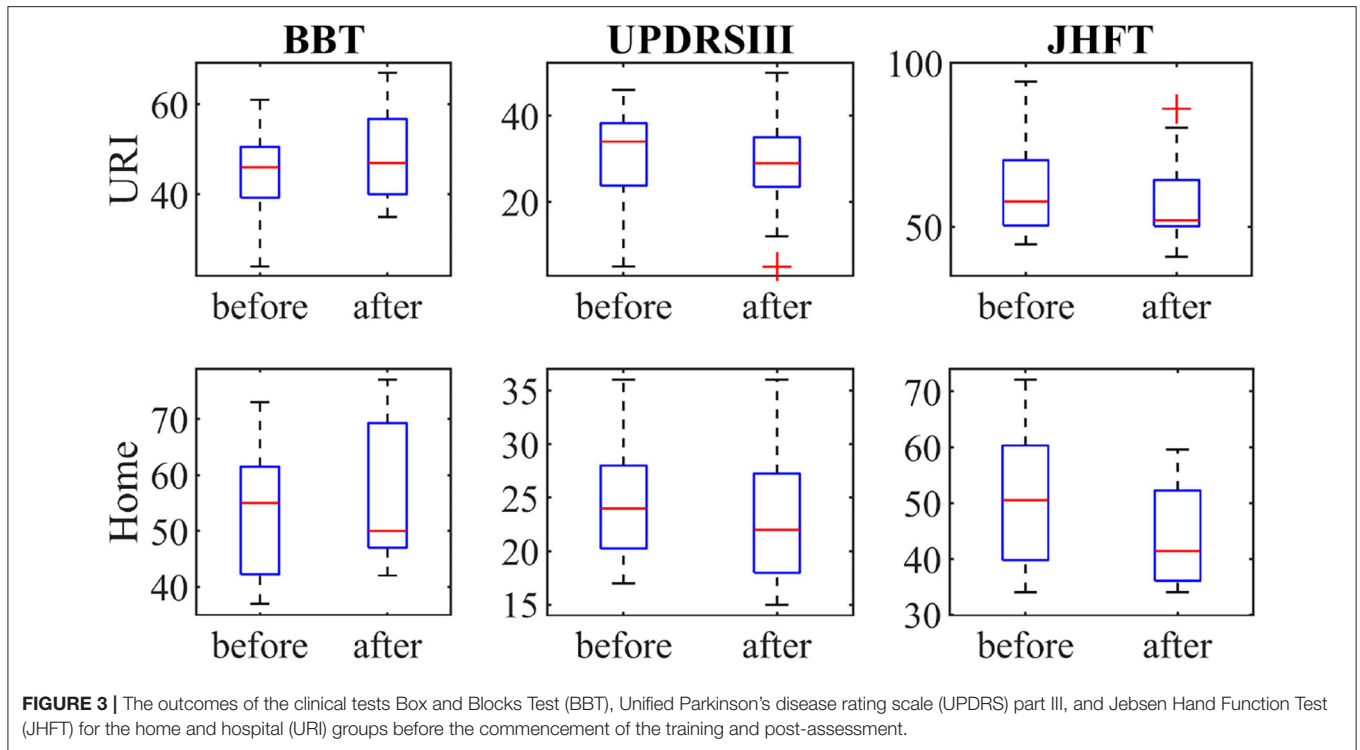 BBT UPDRSIII JHFT
URI
60
40
before after
40
20
before after
100
50
before after
Home
70
60
50
40
before after
35
30
25
20
15
before after
70
60
50
40
30
before after
FIGURE 3 | The outcomes of the clinical tests Box and Blocks Test (BBT), Unified Parkinson's disease rating scale (UPDRS) part III, and Jebsen Hand Function Test
(JHFT) for the home and hospital (URI) groups before the commencement of the training and post-assessment.